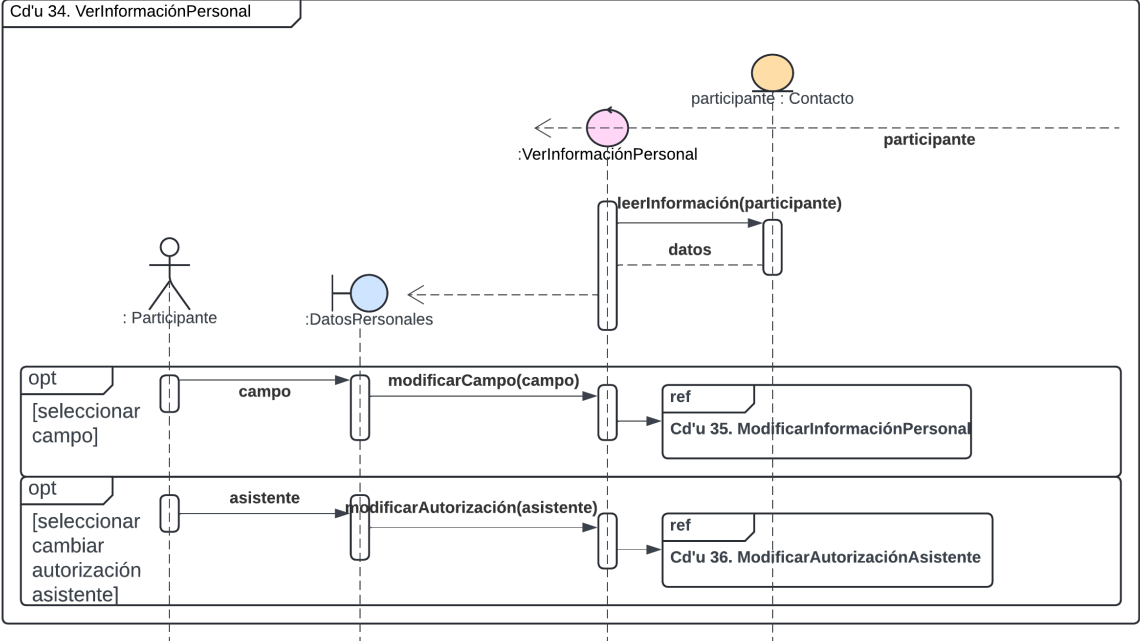 Cd'u 34. VerInformaciónPersonal
participante : Contacto
participante
:VerInformaciónPersonal
leerInformación(participante)
datos
: Participante
:DatosPersonales
opt
[seleccionar
campo]
campo
modificarCampo(campo)
ref
Cd'u 35. ModificarInformaciónPersonal
opt
[seleccionar
cambiar
autorización
asistente]
asistente
modificarAutorización(asistente)
ref
Cd'u 36. ModificarAutorizaciónAsistente